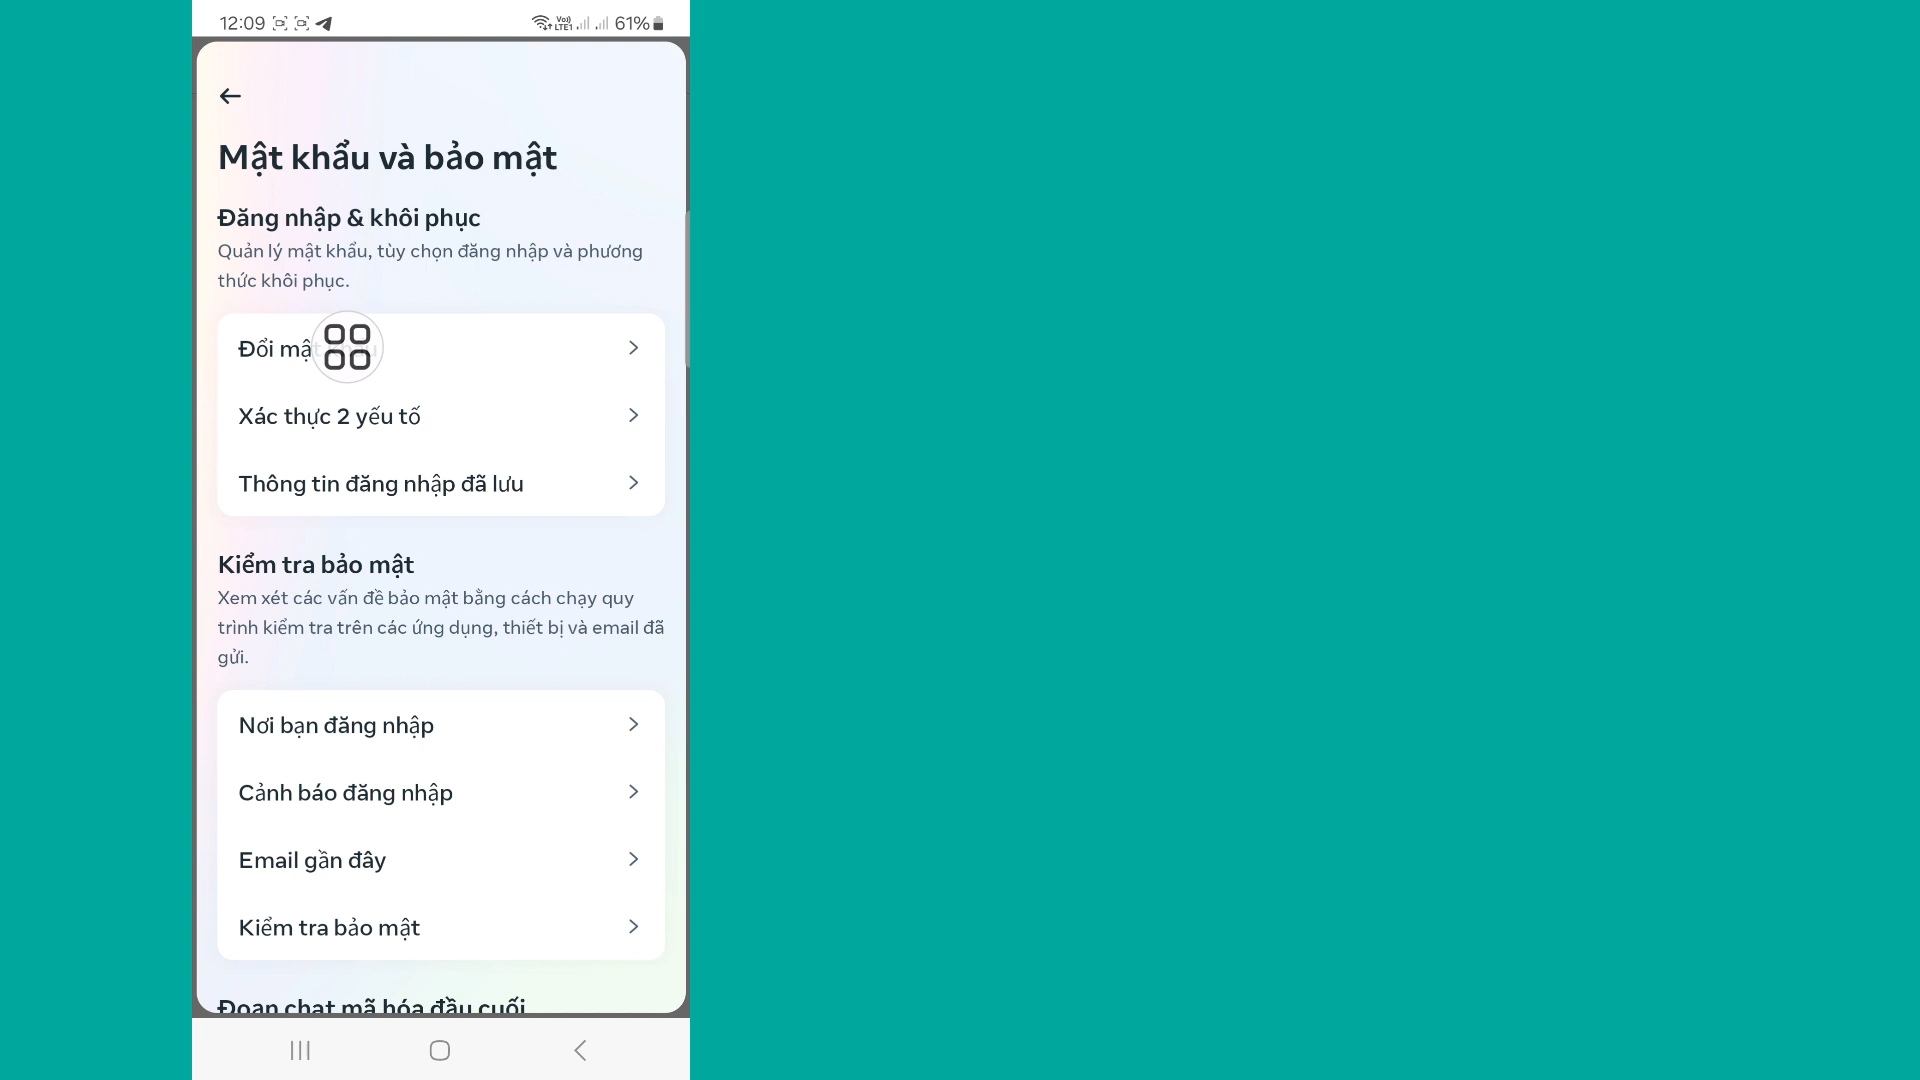 12:09
Vo)) LTE1 61%
Mật khẩu và bảo mật
Đăng nhập & khôi phục
Quản lý mật khẩu, tùy chọn đăng nhập và phương
thức khôi phục.
Đổi mật
Xác thực 2 yếu tố
Thông tin đăng nhập đã lưu
Kiểm tra bảo mật
Xem xét các vấn đề bảo mật bằng cách chạy quy
trình kiểm tra trên các ứng dụng, thiết bị và email đã
gửi.
Nơi bạn đăng nhập
Cảnh báo đăng nhập
Email gần đây
Kiểm tra bảo mật
Đoạn chat mã hóa đầu cuối